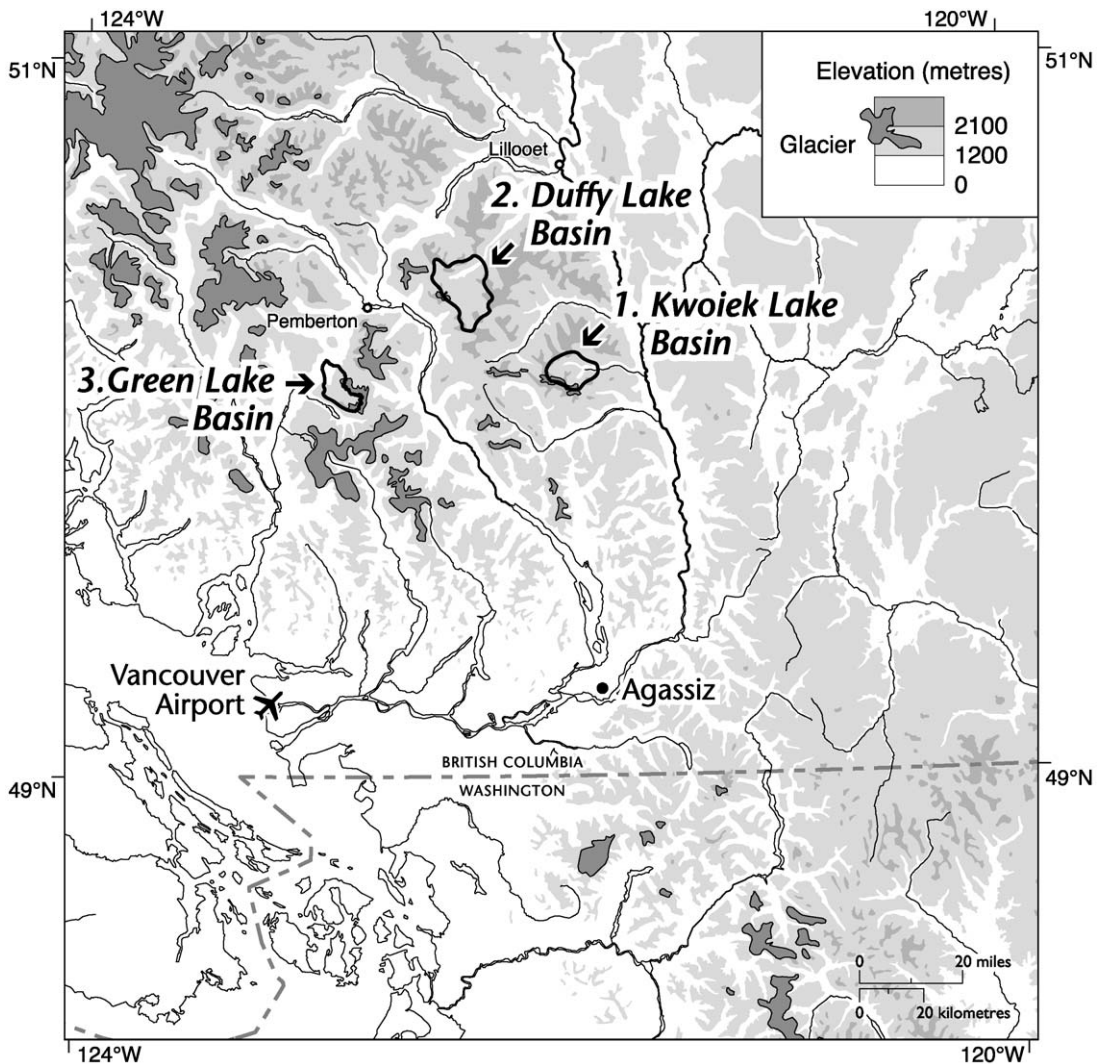 124°W
120°W
51°N
51°N
Elevation (metres)
Glacier
2100
1200
0
Lillooet
2. Duffy Lake
Basin
1. Kwoiek Lake
Basin
Pemberton
3.Green Lake
Basin
Vancouver
Airport
Agassiz
BRITISH COLUMBIA
WASHINGTON
49°N
49°N
0
20 miles
0
20 kilometres
124°W
120°W